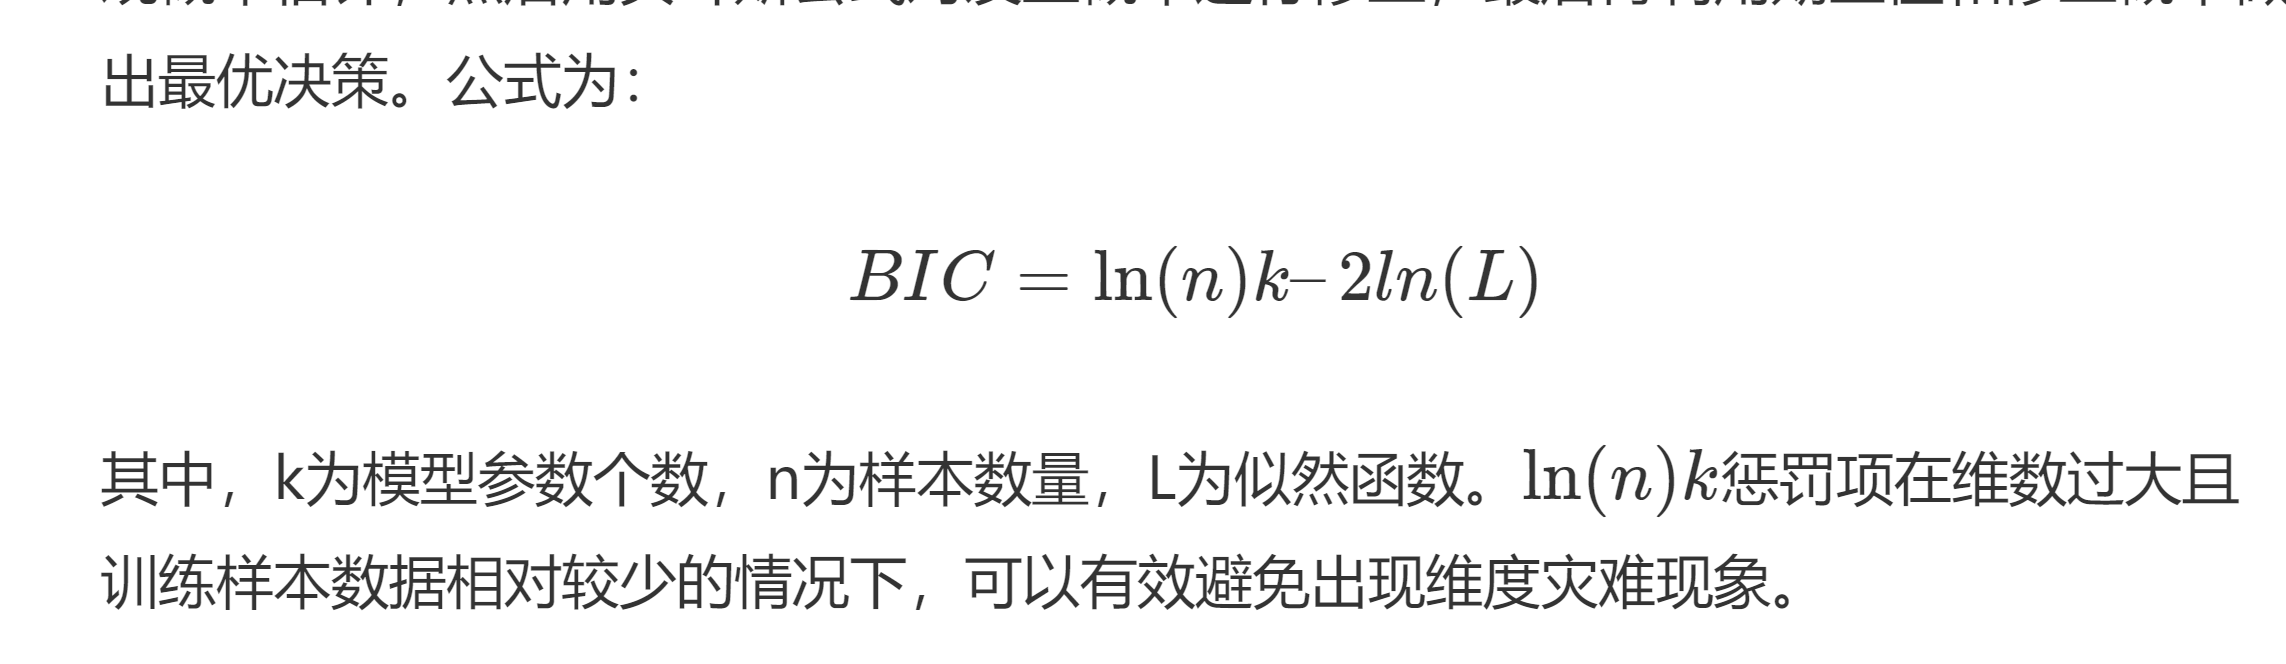 出最优决策。公式为：
BIC = ln(n)k– 2ln(L)
其中，k为模型参数个数，n为样本数量，L为似然函数。ln(n)k惩罚项在维数过大且
训练样本数据相对较少的情况下，可以有效避免出现维度灾难现象。